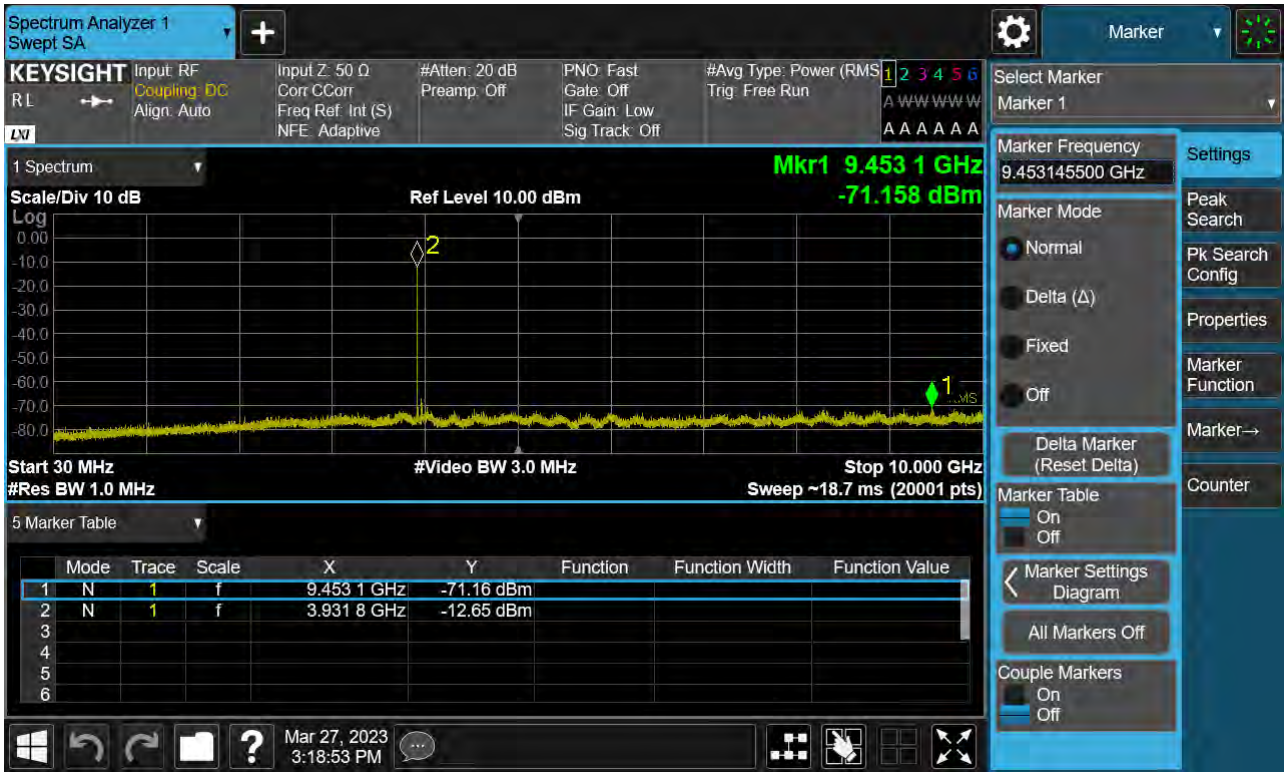 Spectrum Analyzer 1
Swept SA
+
Marker
KEYSIGHT
RL
LXI
Input: RF
Coupling: DC
Align: Auto
Input Z: 50 Ω
Corr CCorr
Freq Ref: Int (S)
NFE: Adaptive
#Atten: 20 dB
Preamp: Off
PNO: Fast
Gate: Off
IF Gain: Low
Sig Track: Off
#Avg Type: Power (RMS
Trig: Free Run
1 2 3 4 5 6
A W W W W W
A A A A A A
Select Marker
Marker 1
1 Spectrum
Mkr1 9.453 1 GHz
-71.158 dBm
Scale/Div 10 dB
Ref Level 10.00 dBm
Log
0.00
-10.0
-20.0
-30.0
-40.0
-50.0
-60.0
-70.0
-80.0
2
1
Start 30 MHz
#Video BW 3.0 MHz
Stop 10.000 GHz
#Res BW 1.0 MHz
Sweep ~18.7 ms (20001 pts)
5 Marker Table
Mode Trace Scale X Y Function Function Width Function Value
1 N 1 f 9.453 1 GHz -71.16 dBm
2 N 1 f 3.931 8 GHz -12.65 dBm
3
4
5
6
Marker Frequency
9.453145500 GHz
Marker Mode
Normal
Delta (Δ)
Fixed
Off
Delta Marker
(Reset Delta)
Marker Table
On
Off
Marker Settings
Diagram
All Markers Off
Couple Markers
On
Off
Settings
Peak
Search
Pk Search
Config
Properties
Marker
Function
Marker→
Counter
?
Mar 27, 2023
3:18:53 PM